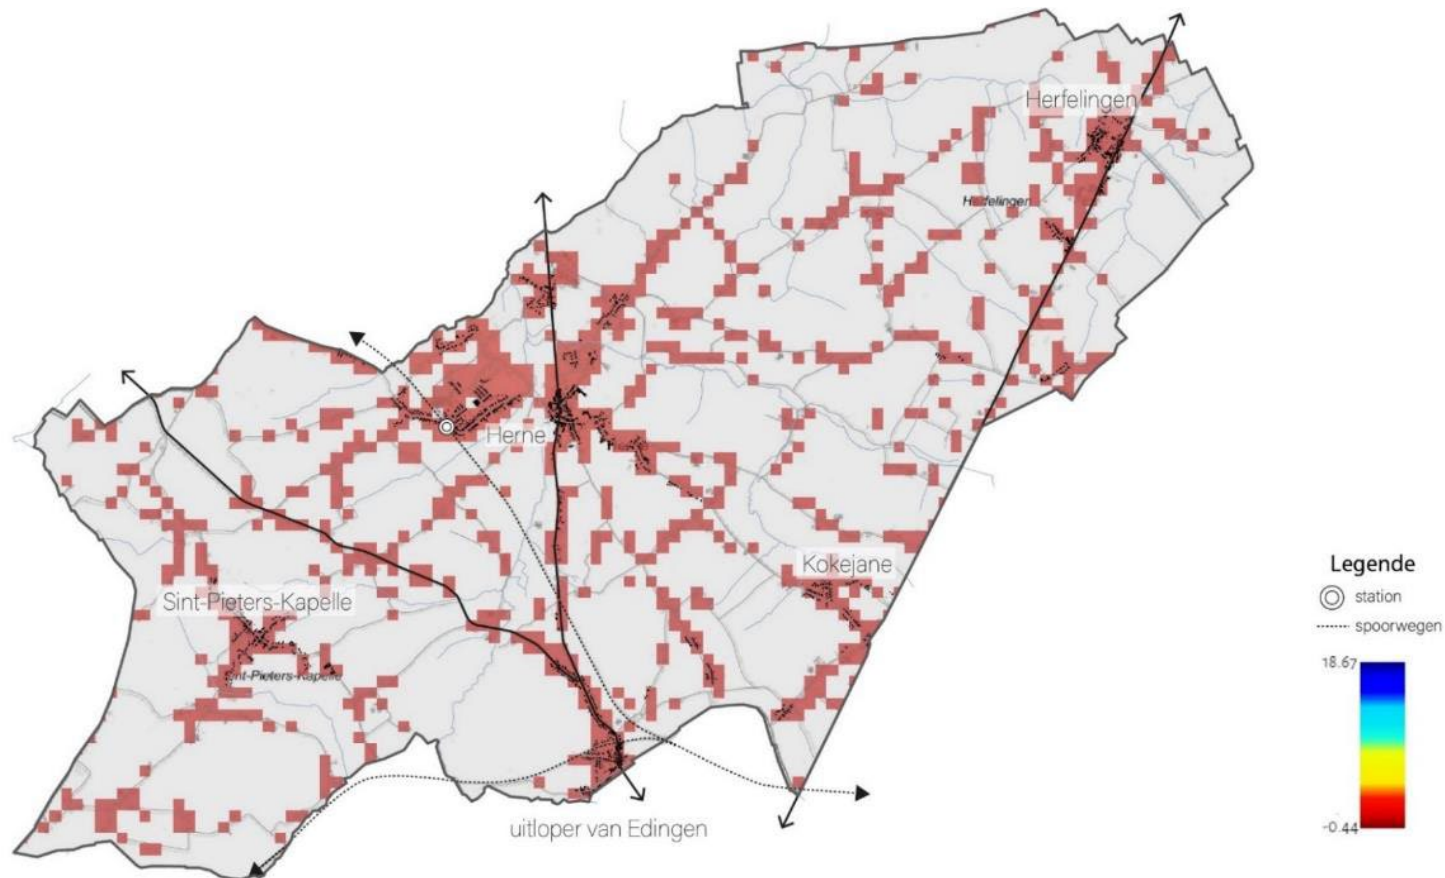 Herfelingen
Herfelingen
Herne
Kokejane
Sint-Pieters-Kapelle
Sint-Pieters-Kapelle
uitloper van Edingen
Legende
station
spoorwegen
18.67
-0.44